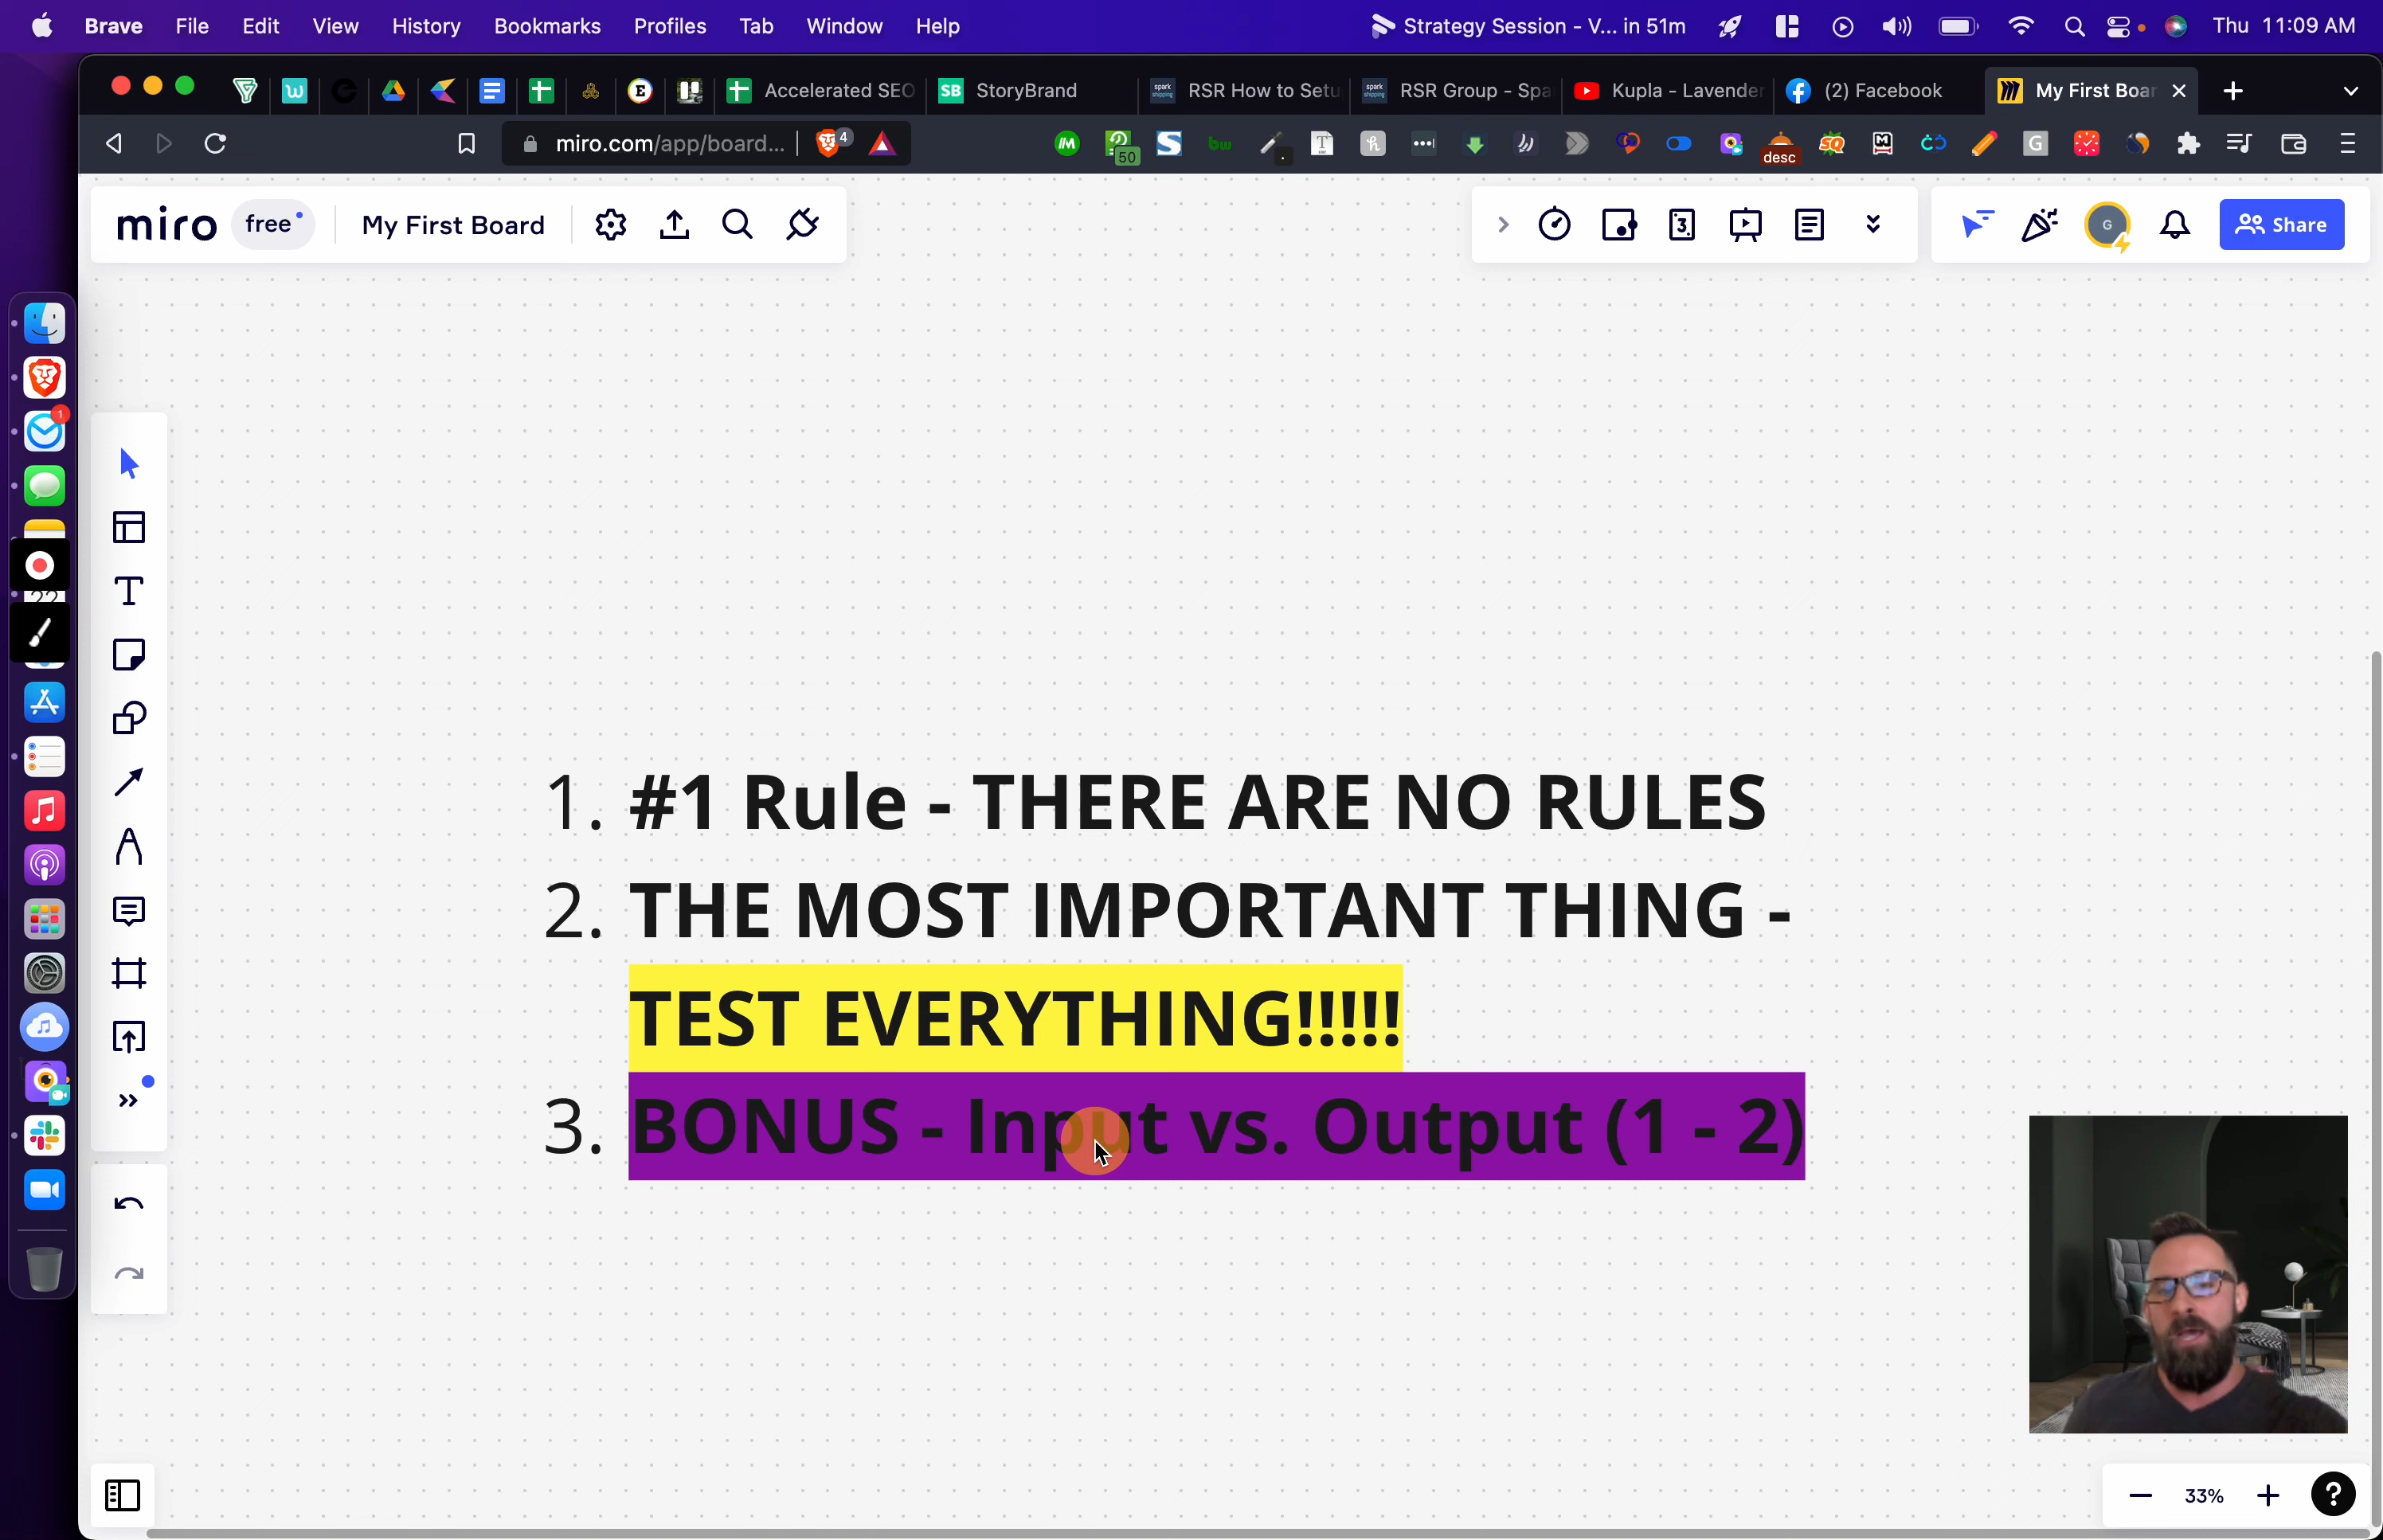 Brave File Edit View History Bookmarks Profiles Tab Window Help Strategy Session - V... in 51m Thu 11:09 AM
Accelerated SEO StoryBrand RSR How to Setu RSR Group - Spa Kupla - Lavender (2) Facebook My First Boar
miro.com/app/board... 4 50 desc
miro free My First Board Share
1. #1 Rule - THERE ARE NO RULES
2. THE MOST IMPORTANT THING -
TEST EVERYTHING!!!!!
3. BONUS - Input vs. Output (1 - 2)
33%